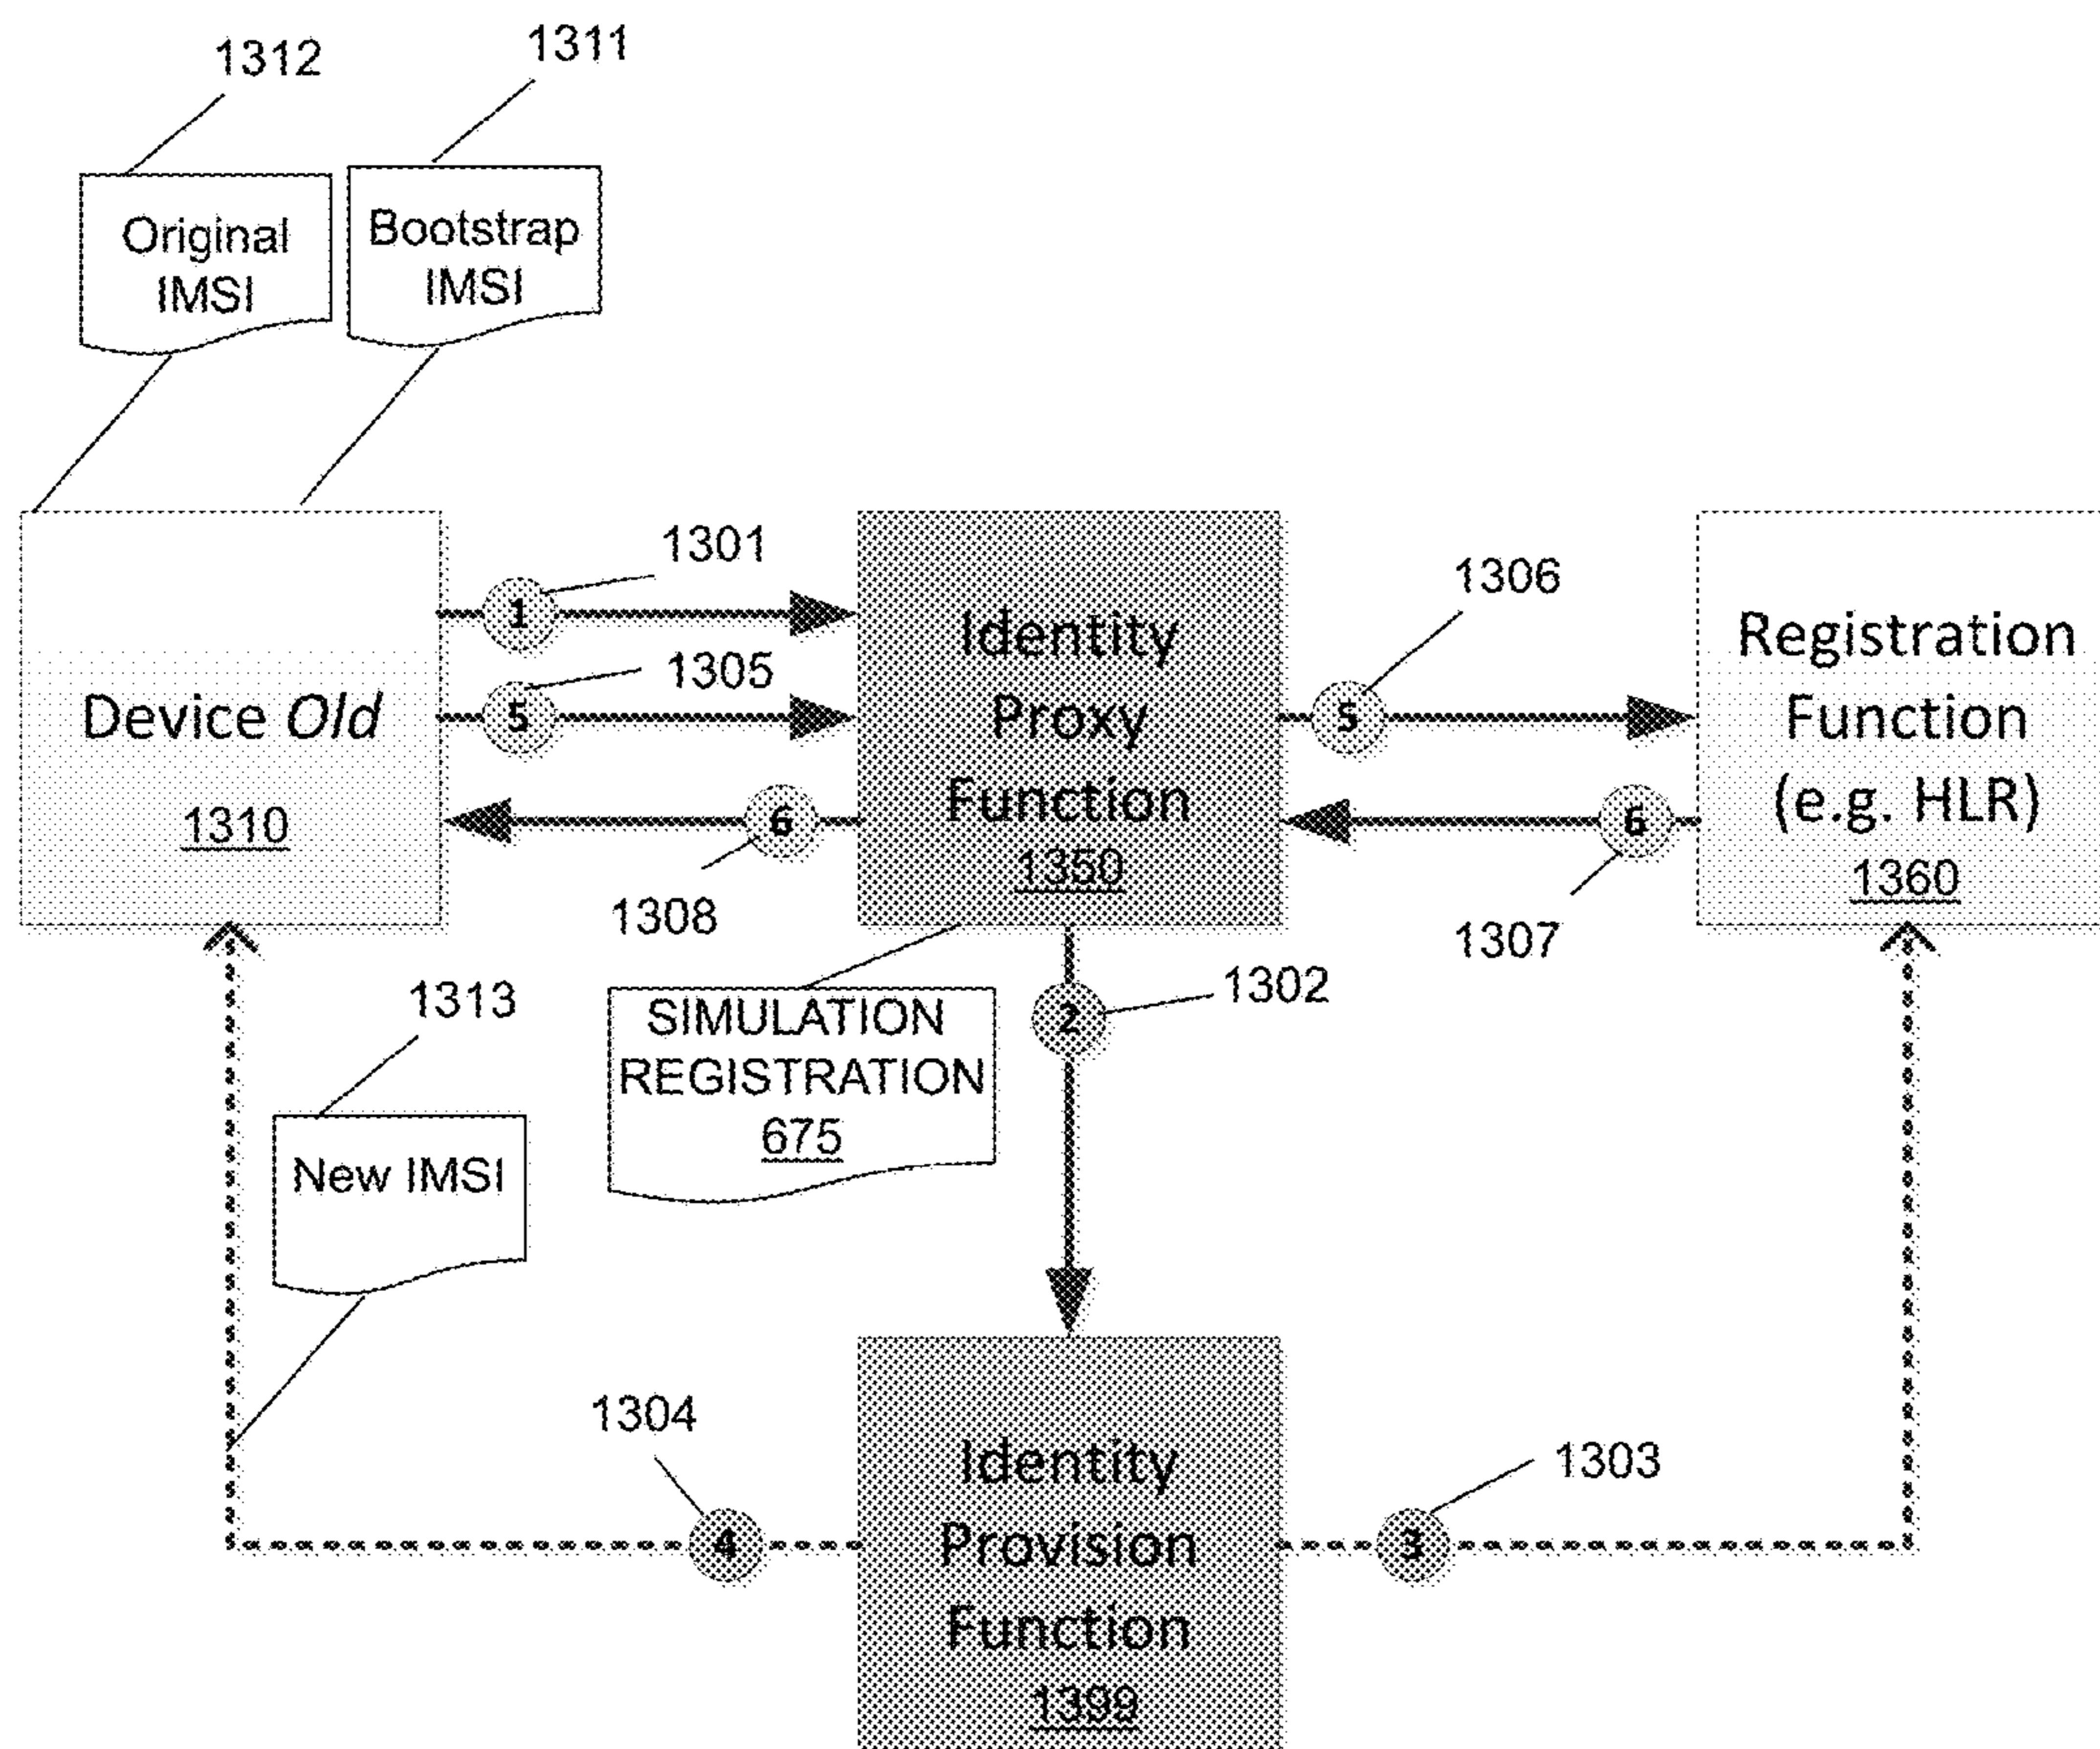 1312
1311
Original
IMSI
Bootstrap
IMSI
1301
1
1305
5
1306
5
Device Old
1310
Identity
Proxy
Function
1350
Registration
Function
(e.g. HLR)
1360
6
1308
6
1307
1313
SIMULATION
REGISTRATION
675
2
1302
New IMSI
1304
4
Identity
Provision
Function
1399
1303
3